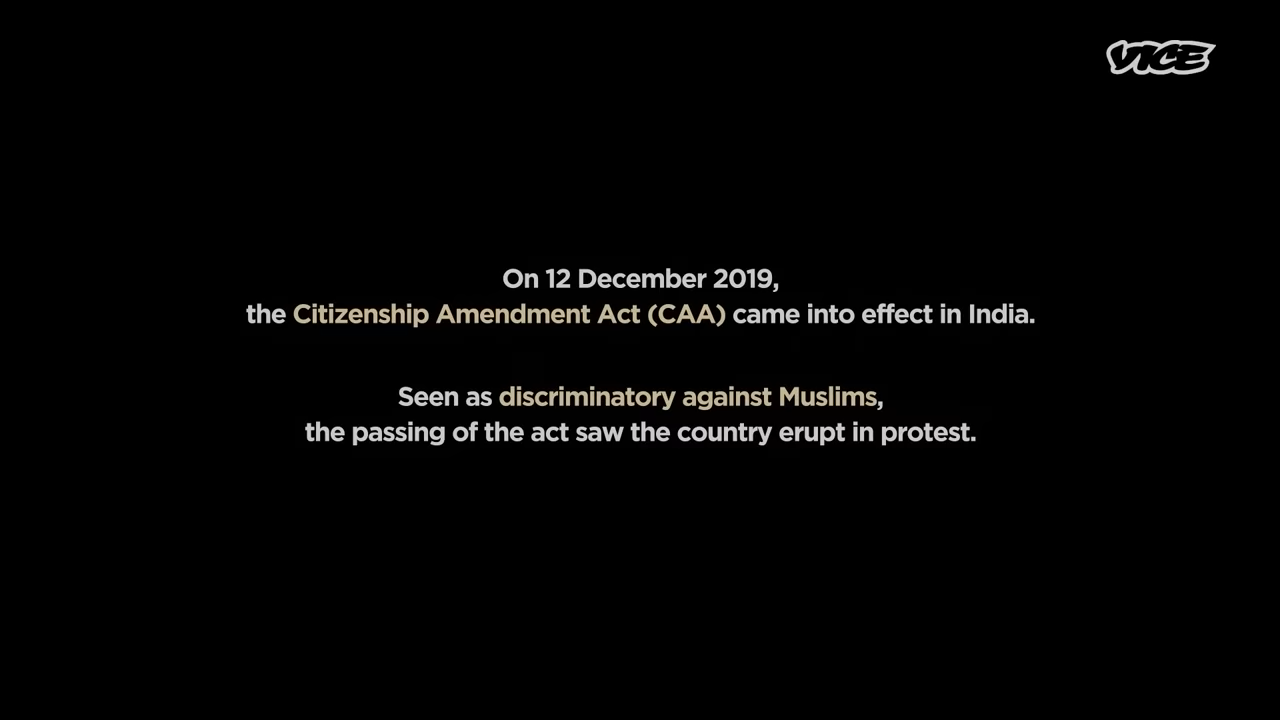 VICE
On 12 December 2019,
the Citizenship Amendment Act (CAA) came into effect in India.
Seen as discriminatory against Muslims,
the passing of the act saw the country erupt in protest.